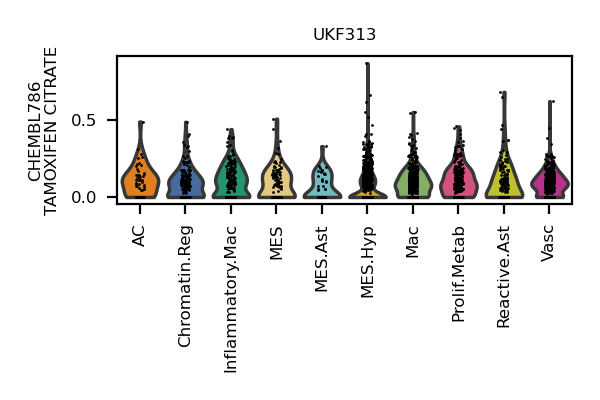 UKF313
CHEMBL786
TAMOXIFEN CITRATE
0.5
0.0
AC
Chromatin.Reg
Inflammatory.Mac
MES
MES.Ast
MES.Hyp
Mac
Prolif.Metab
Reactive.Ast
Vasc